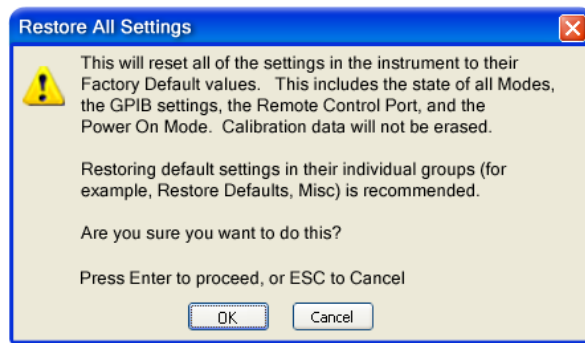 Restore All Settings
This will reset all of the settings in the instrument to their
Factory Default values. This includes the state of all Modes,
the GPIB settings, the Remote Control Port, and the
Power On Mode. Calibration data will not be erased.
Restoring default settings in their individual groups (for
example, Restore Defaults, Misc) is recommended.
Are you sure you want to do this?
Press Enter to proceed, or ESC to Cancel
OK
Cancel